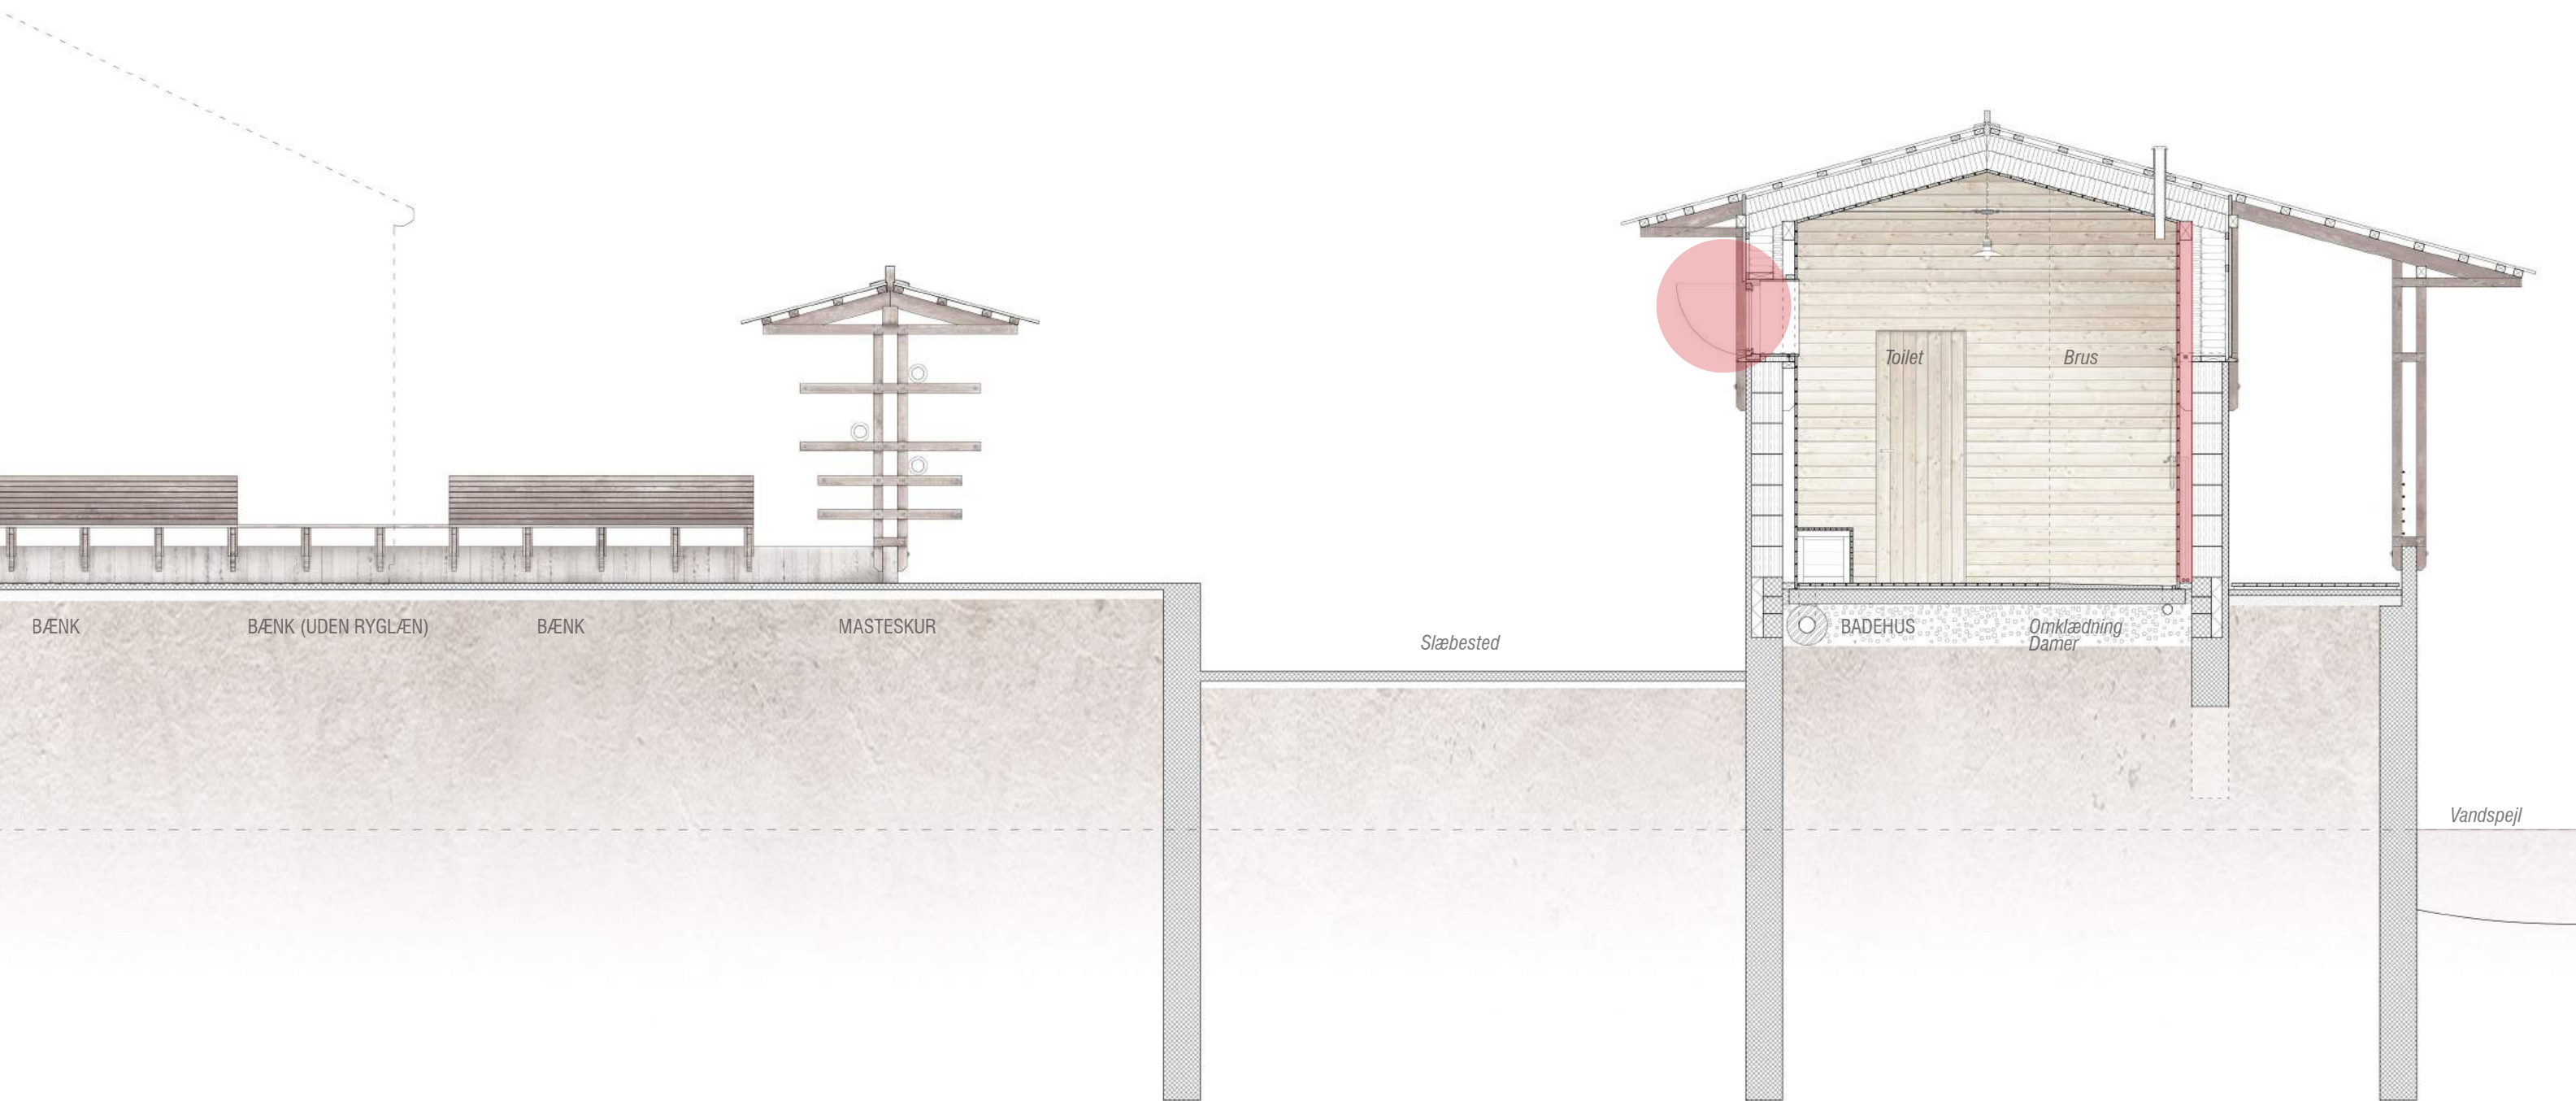 Toilet
Brus
BÆNK
BÆNK (UDEN RYGLÆN)
BÆNK
MASTESKUR
Slæbested
BADEHUS
Omklædning
Damer
Vandspejl